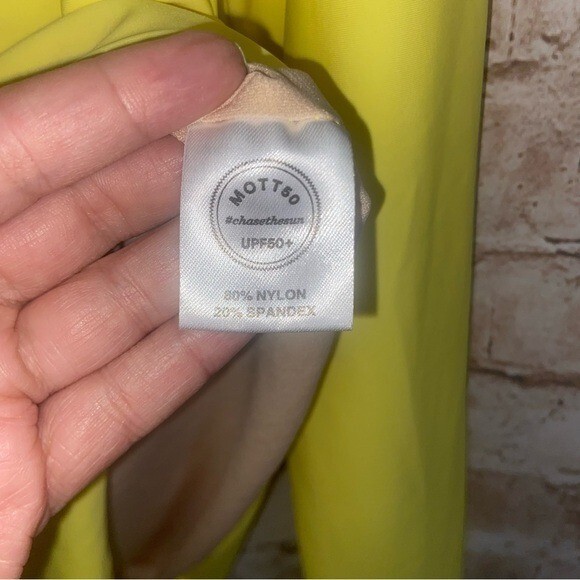 MOTT50
#chasethesun
UPF50+
80% NYLON
20% SPANDEX